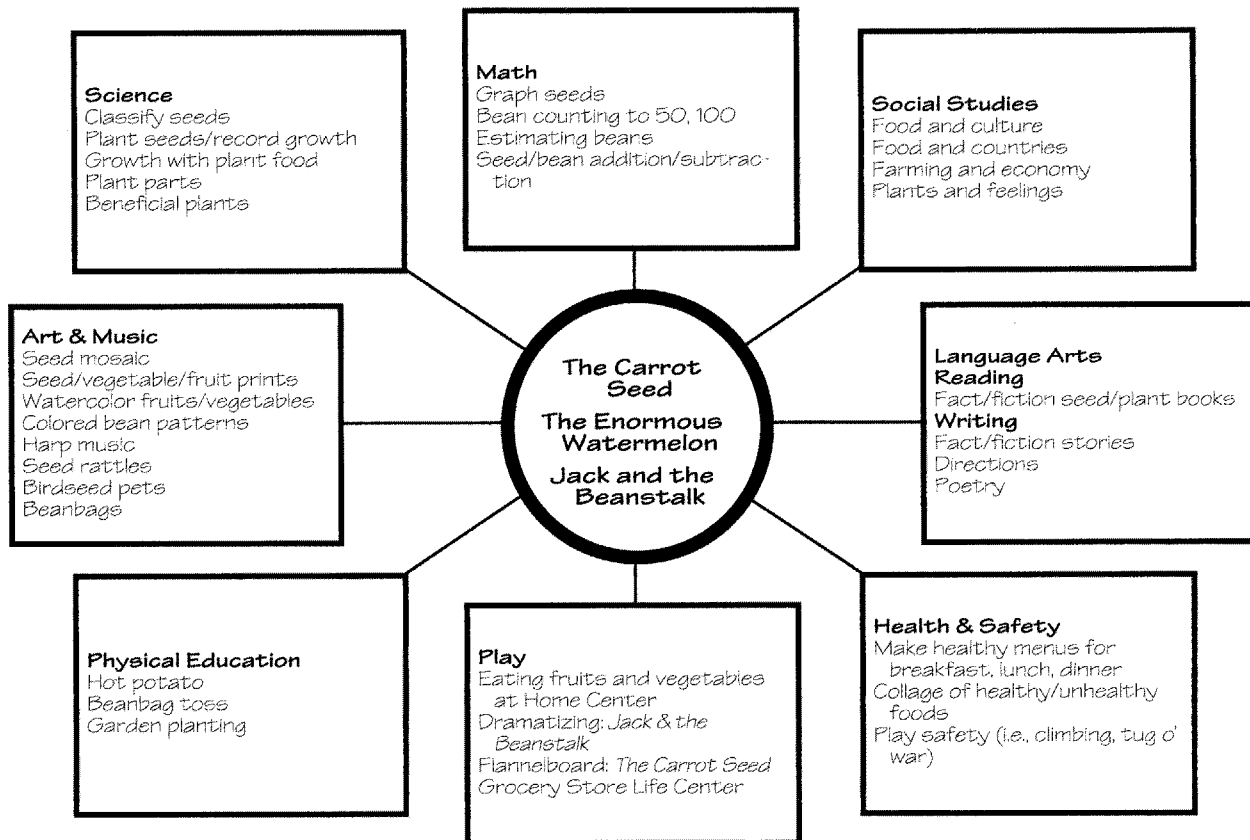 Science
Classify seeds
Plant seeds/record growth
Growth with plant food
Plant parts
Beneficial plants
Math
Graph seeds
Bean counting to 50, 100
Estimating beans
Seed/bean addition/subtrac-
tion
Social Studies
Food and culture
Food and countries
Farming and economy
Plants and feelings
Art & Music
Seed mosaic
Seed/vegetable/fruit prints
Watercolor fruits/vegetables
Colored bean patterns
Harp music
Seed rattles
Birdseed pets
Beanbags
The Carrot
Seed
The Enormous
Watermelon
Jack and the
Beanstalk
Language Arts
Reading
Fact/fiction seed/plant books
Writing
Fact/fiction stories
Directions
Poetry
Physical Education
Hot potato
Beanbag toss
Garden planting
Play
Eating fruits and vegetables
at Home Center
Dramatizing: Jack & the
Beanstalk
Flannelboard: The Carrot Seed
Grocery Store Life Center
Health & Safety
Make healthy menus for
breakfast, lunch, dinner
Collage of healthy/unhealthy
foods
Play safety (i.e., climbing, tug o'
war)